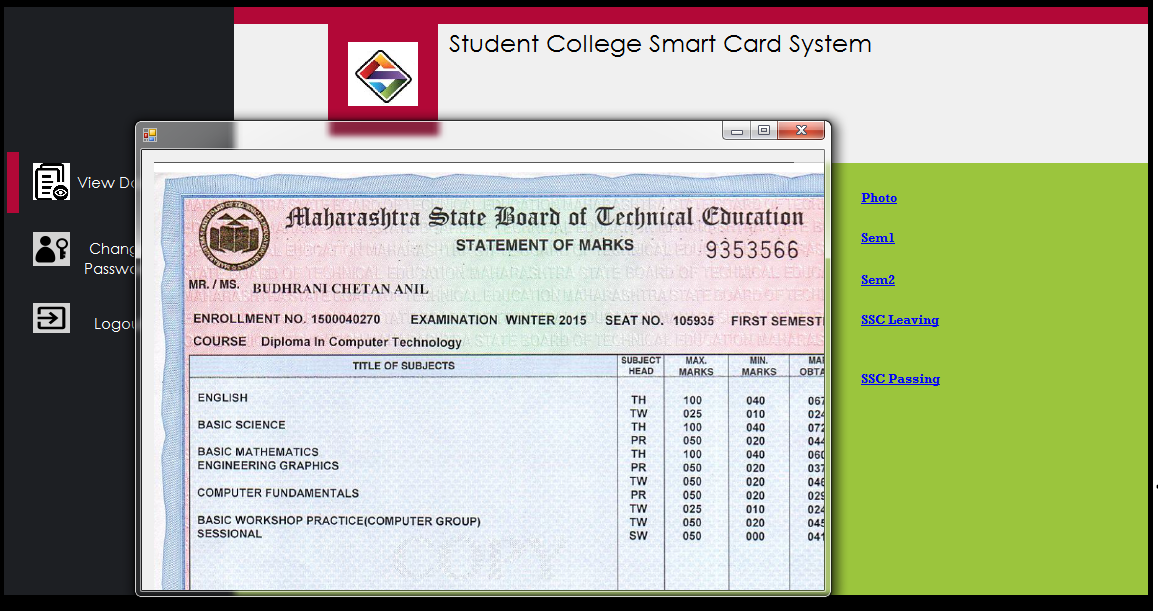 Student College Smart Card System
View Do
Chang
Passwo
Logou
Maharashtra State Board of Technical Education
STATEMENT OF MARKS 9353566
MR. / MS. BUDHRANI CHETAN ANIL
ENROLLMENT NO. 1500040270 EXAMINATION WINTER 2015 SEAT NO. 105935 FIRST SEMEST
COURSE Diploma In Computer Technology
TITLE OF SUBJECTS SUBJECT HEAD MAX. MARKS MIN. MARKS MA OBTA
ENGLISH TH 100 040 067
TW 025 010 024
BASIC SCIENCE TH 100 040 072
PR 050 020 044
BASIC MATHEMATICS TH 100 040 060
ENGINEERING GRAPHICS PR 050 020 037
TW 050 020 046
COMPUTER FUNDAMENTALS PR 050 020 029
TW 025 010 024
BASIC WORKSHOP PRACTICE(COMPUTER GROUP) TW 050 020 045
SESSIONAL SW 050 000 041
COPY
Photo
Sem1
Sem2
SSC Leaving
SSC Passing